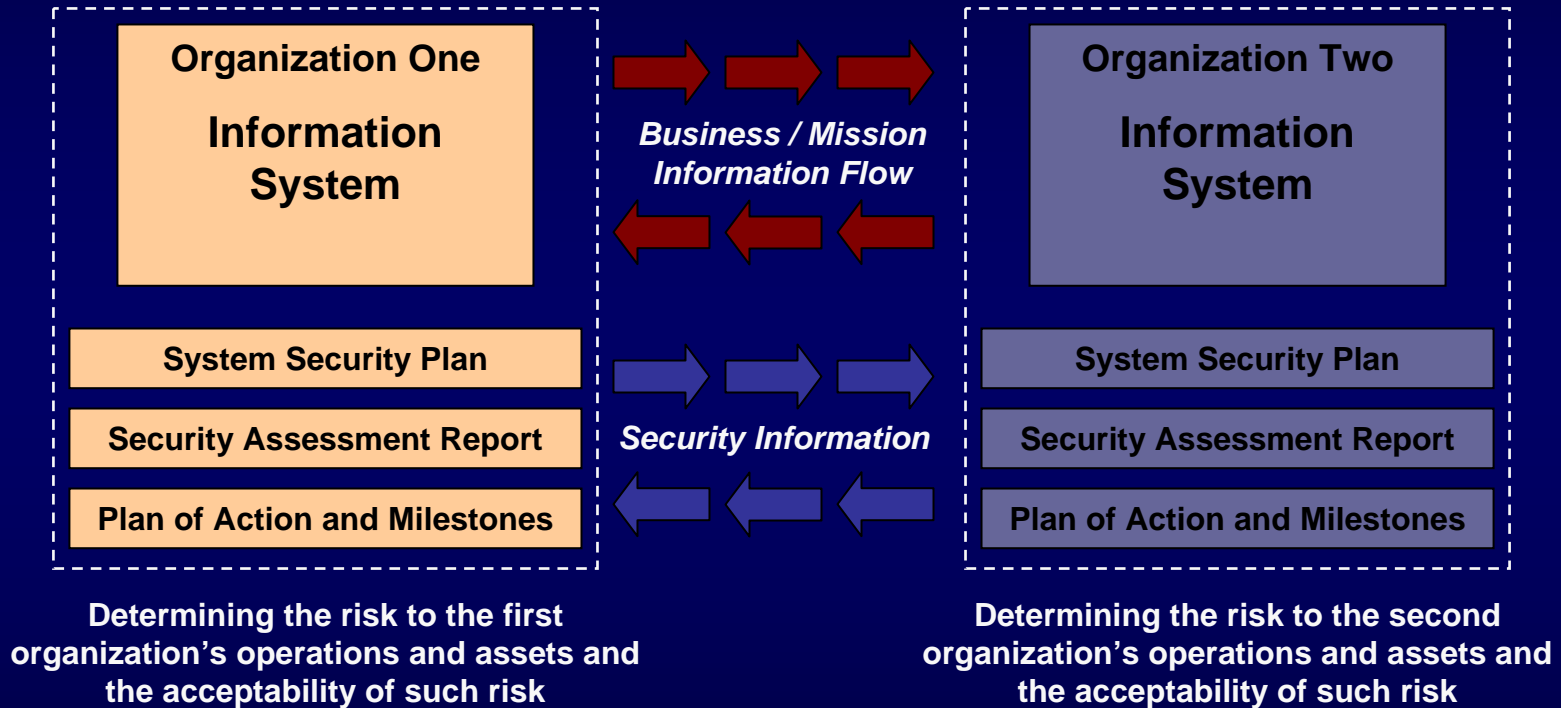 Organization One
Information
System
System Security Plan
Security Assessment Report
Plan of Action and Milestones
Determining the risk to the first
organization’s operations and assets and
the acceptability of such risk
Business / Mission
Information Flow
Security Information
Organization Two
Information
System
System Security Plan
Security Assessment Report
Plan of Action and Milestones
Determining the risk to the second
organization’s operations and assets and
the acceptability of such risk